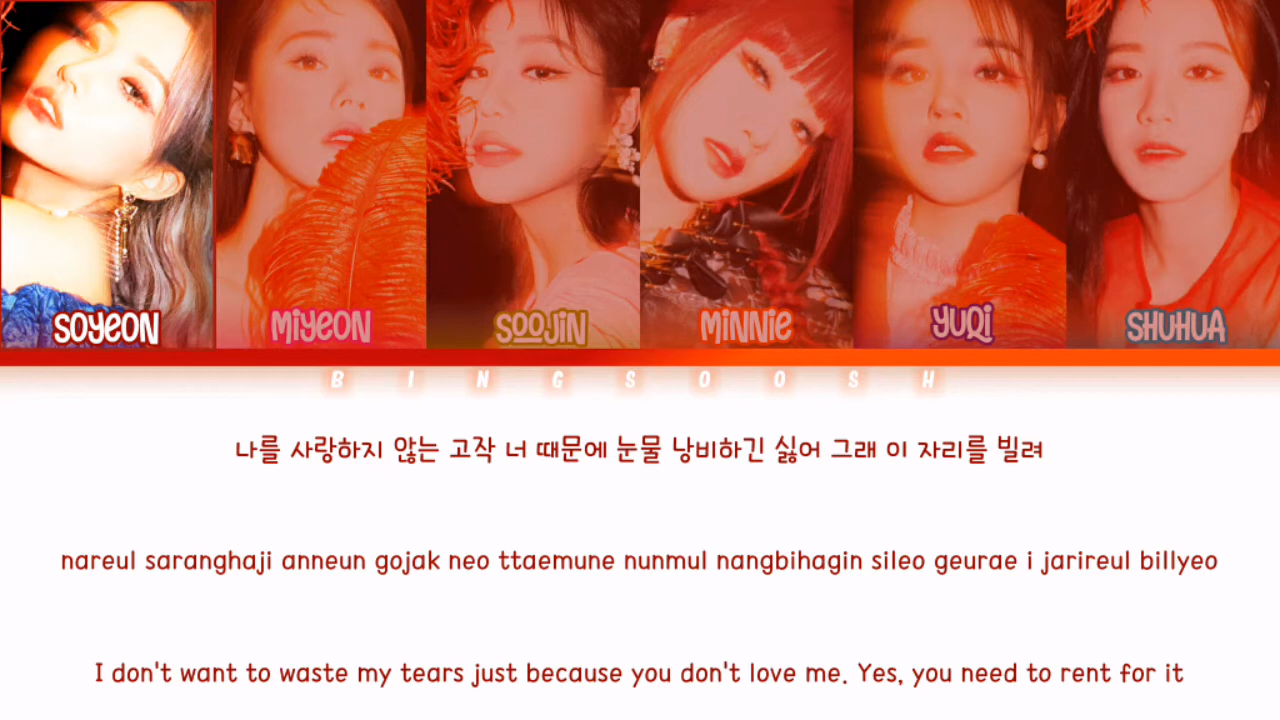 SOYEON MIYEON SOOJIN MINNIE YUQI SHUHUA
BINGSOOSH
나를 사랑하지 않는 고작 너 때문에 눈물 낭비하긴 싫어 그래 이 자리를 빌려
nareul saranghaji anneun gojak neo ttaemune nunmul nangbihagin sileo geurae i jarireul billyeo
I don't want to waste my tears just because you don't love me. Yes, you need to rent for it